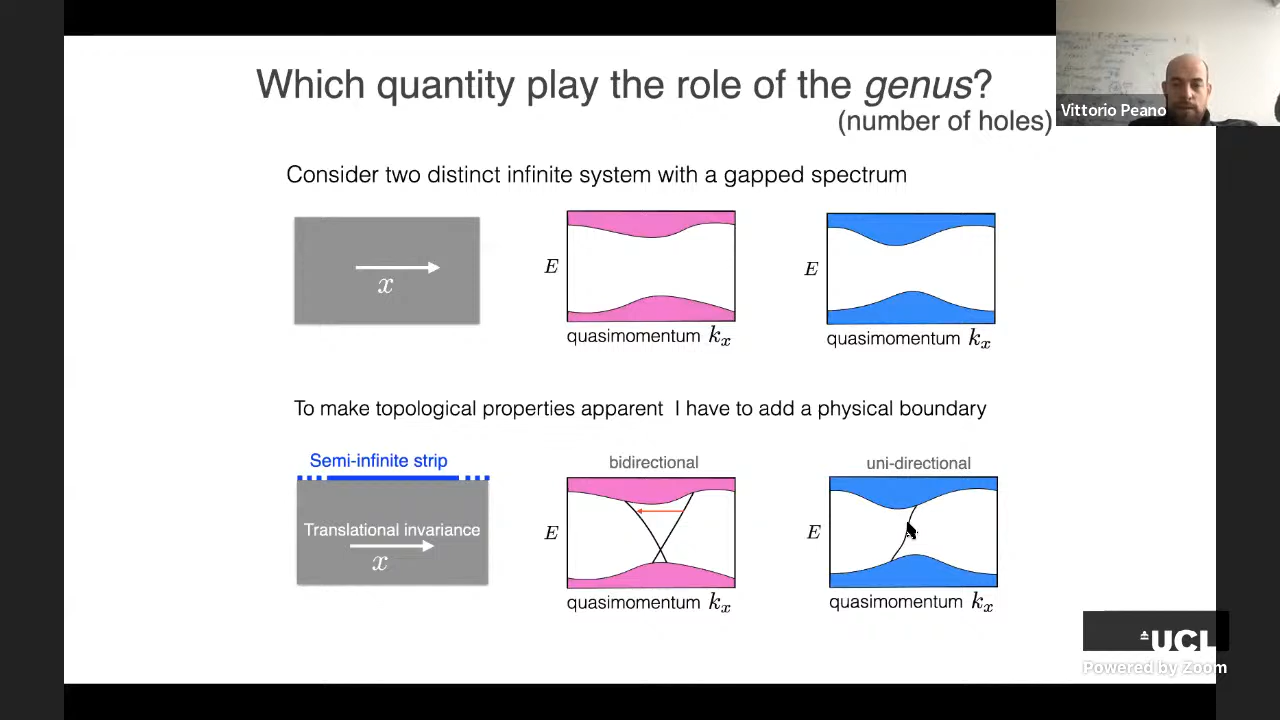 Which quantity play the role of the genus?
(number of holes)
Vittorio Peano
Consider two distinct infinite system with a gapped spectrum
x
E
quasimomentum kₓ
E
quasimomentum kₓ
To make topological properties apparent I have to add a physical boundary
Semi-infinite strip
bidirectional
uni-directional
Translational invariance
x
E
quasimomentum kₓ
E
quasimomentum kₓ
UCL
Powered by Zoom